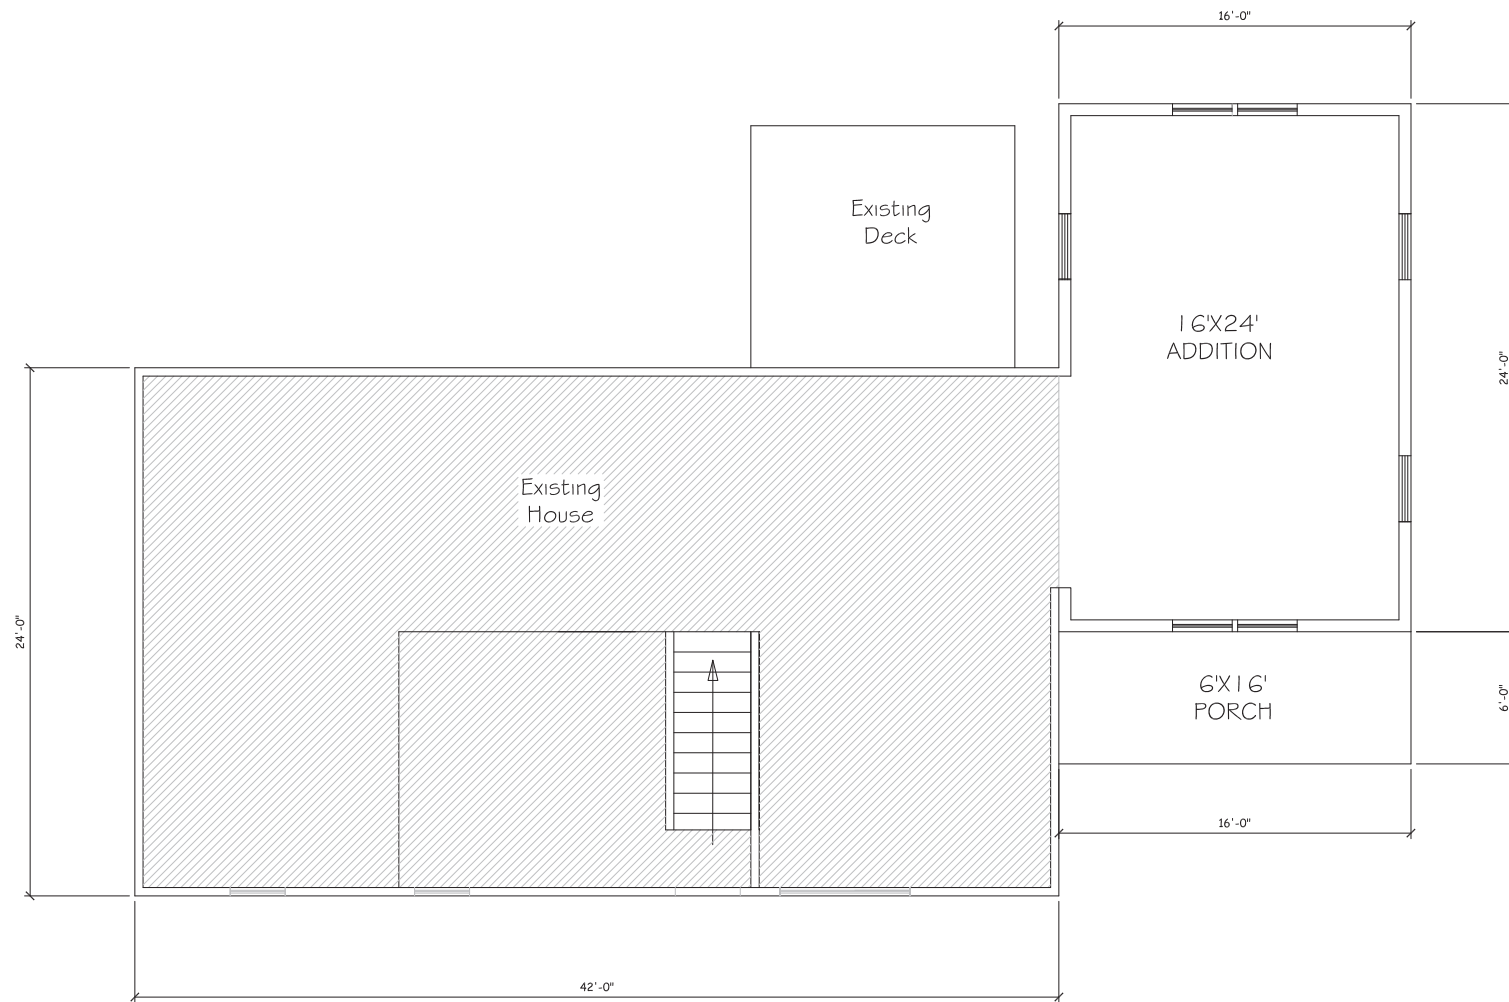 16'-0"
Existing
Deck
16'X24'
ADDITION
24'-0"
Existing
House
24'-0"
6'X16'
PORCH
6'-0"
16'-0"
42'-0"